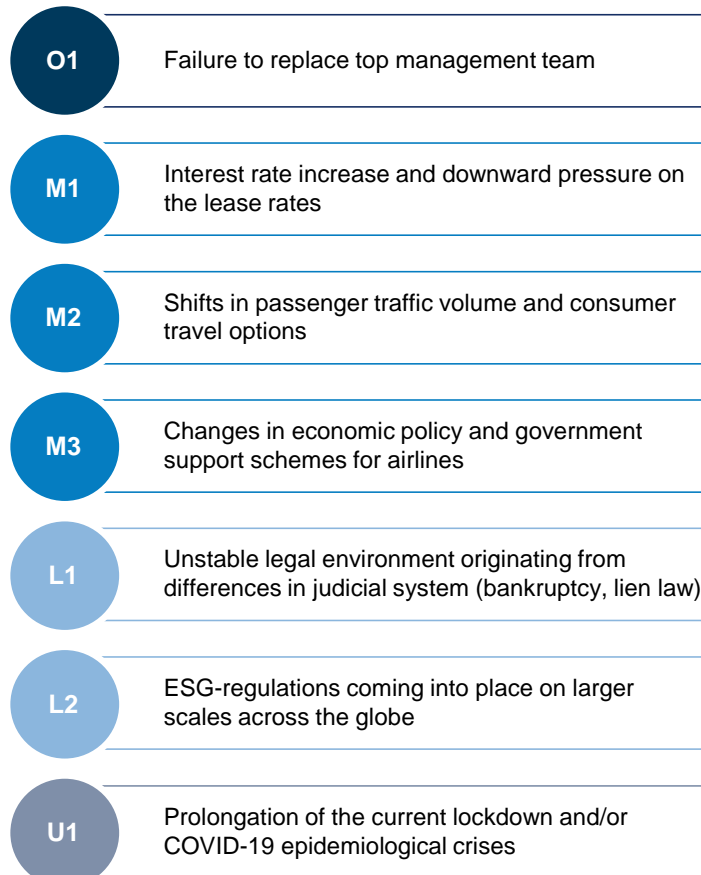 O1
Failure to replace top management team
M1
Interest rate increase and downward pressure on
the lease rates
M2
Shifts in passenger traffic volume and consumer
travel options
M3
Changes in economic policy and government
support schemes for airlines
L1
Unstable legal environment originating from
differences in judicial system (bankruptcy, lien law)
L2
ESG-regulations coming into place on larger
scales across the globe
U1
Prolongation of the current lockdown and/or
COVID-19 epidemiological crises